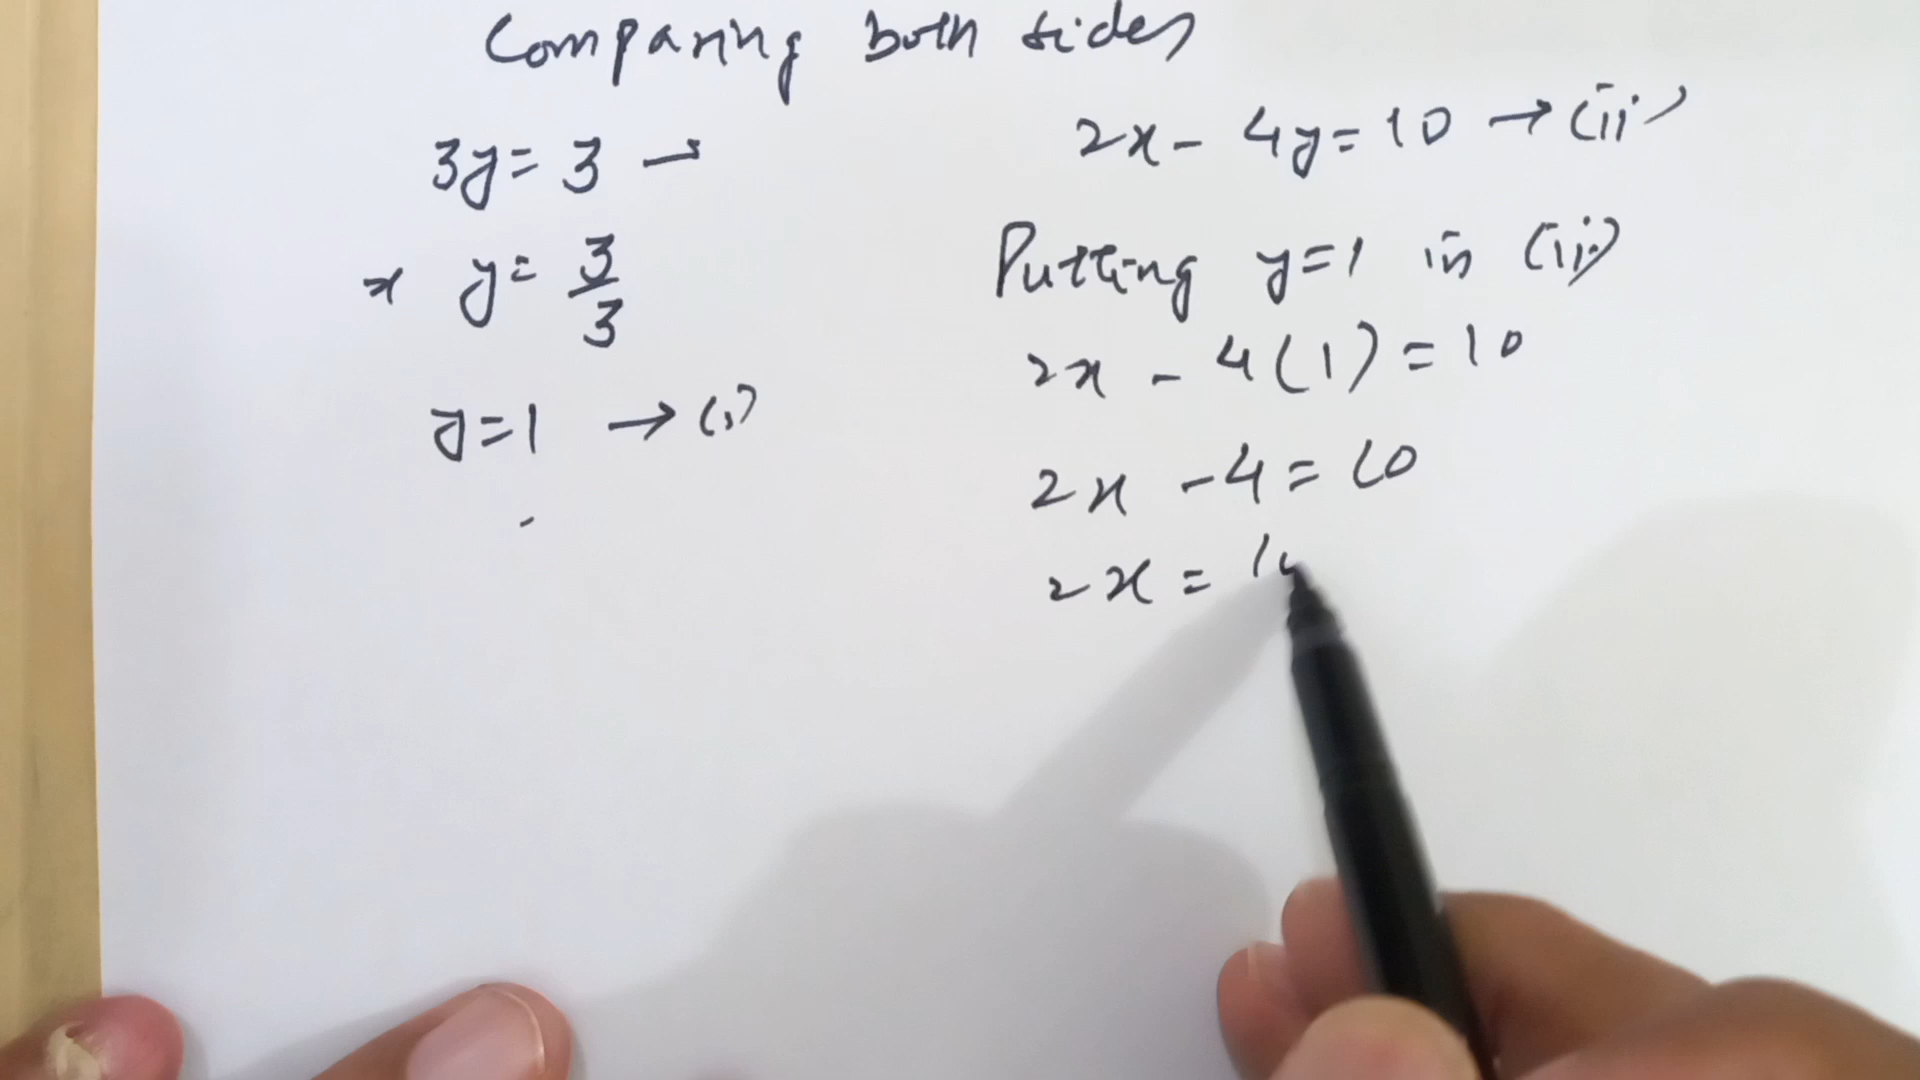 Comparing both sides
3y = 3 →
× y = 3/3
y = 1 → (i)
2x - 4y = 10 → (ii)
Putting y = 1 in (ii)
2x - 4(1) = 10
2x - 4 = 10
2x =